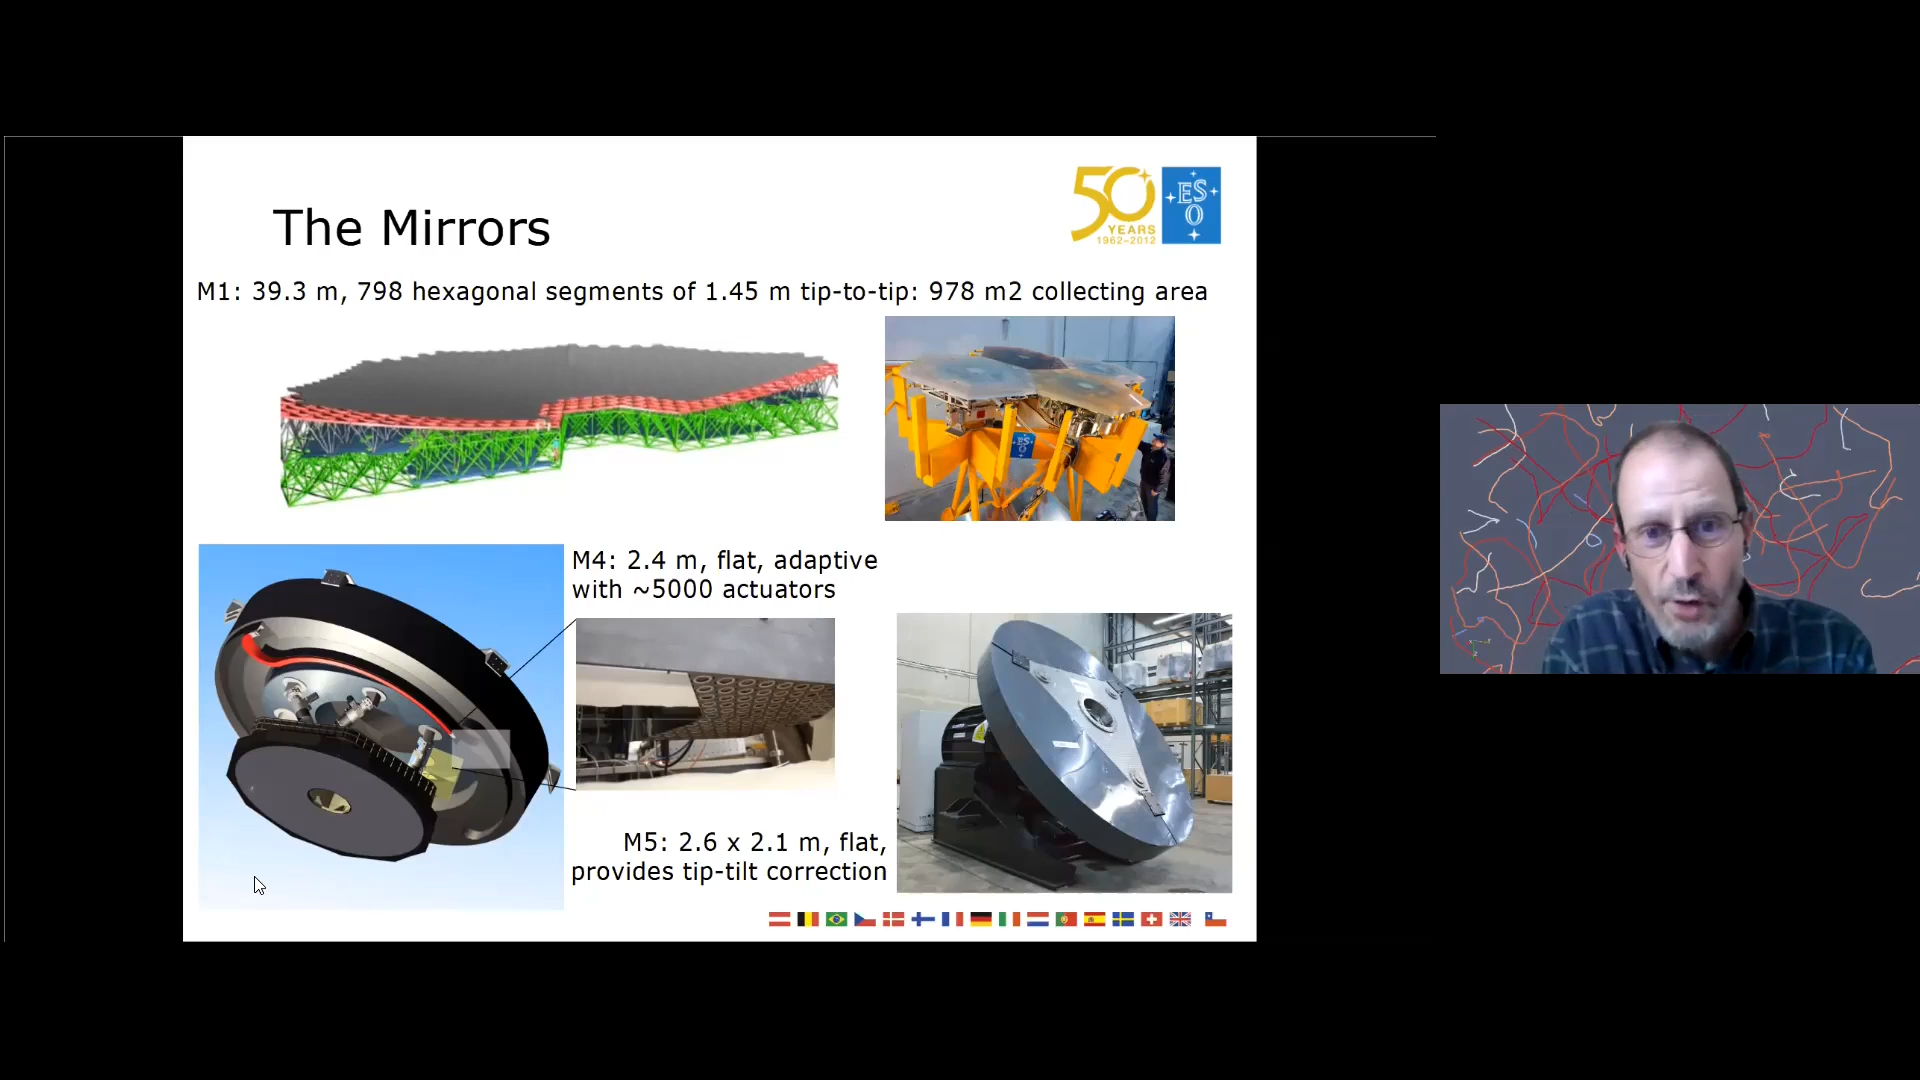 50
YEARS
1962–2012
ES
O
The Mirrors
M1: 39.3 m, 798 hexagonal segments of 1.45 m tip-to-tip: 978 m2 collecting area
ES
O
M4: 2.4 m, flat, adaptive
with ~5000 actuators
M5: 2.6 x 2.1 m, flat,
provides tip-tilt correction